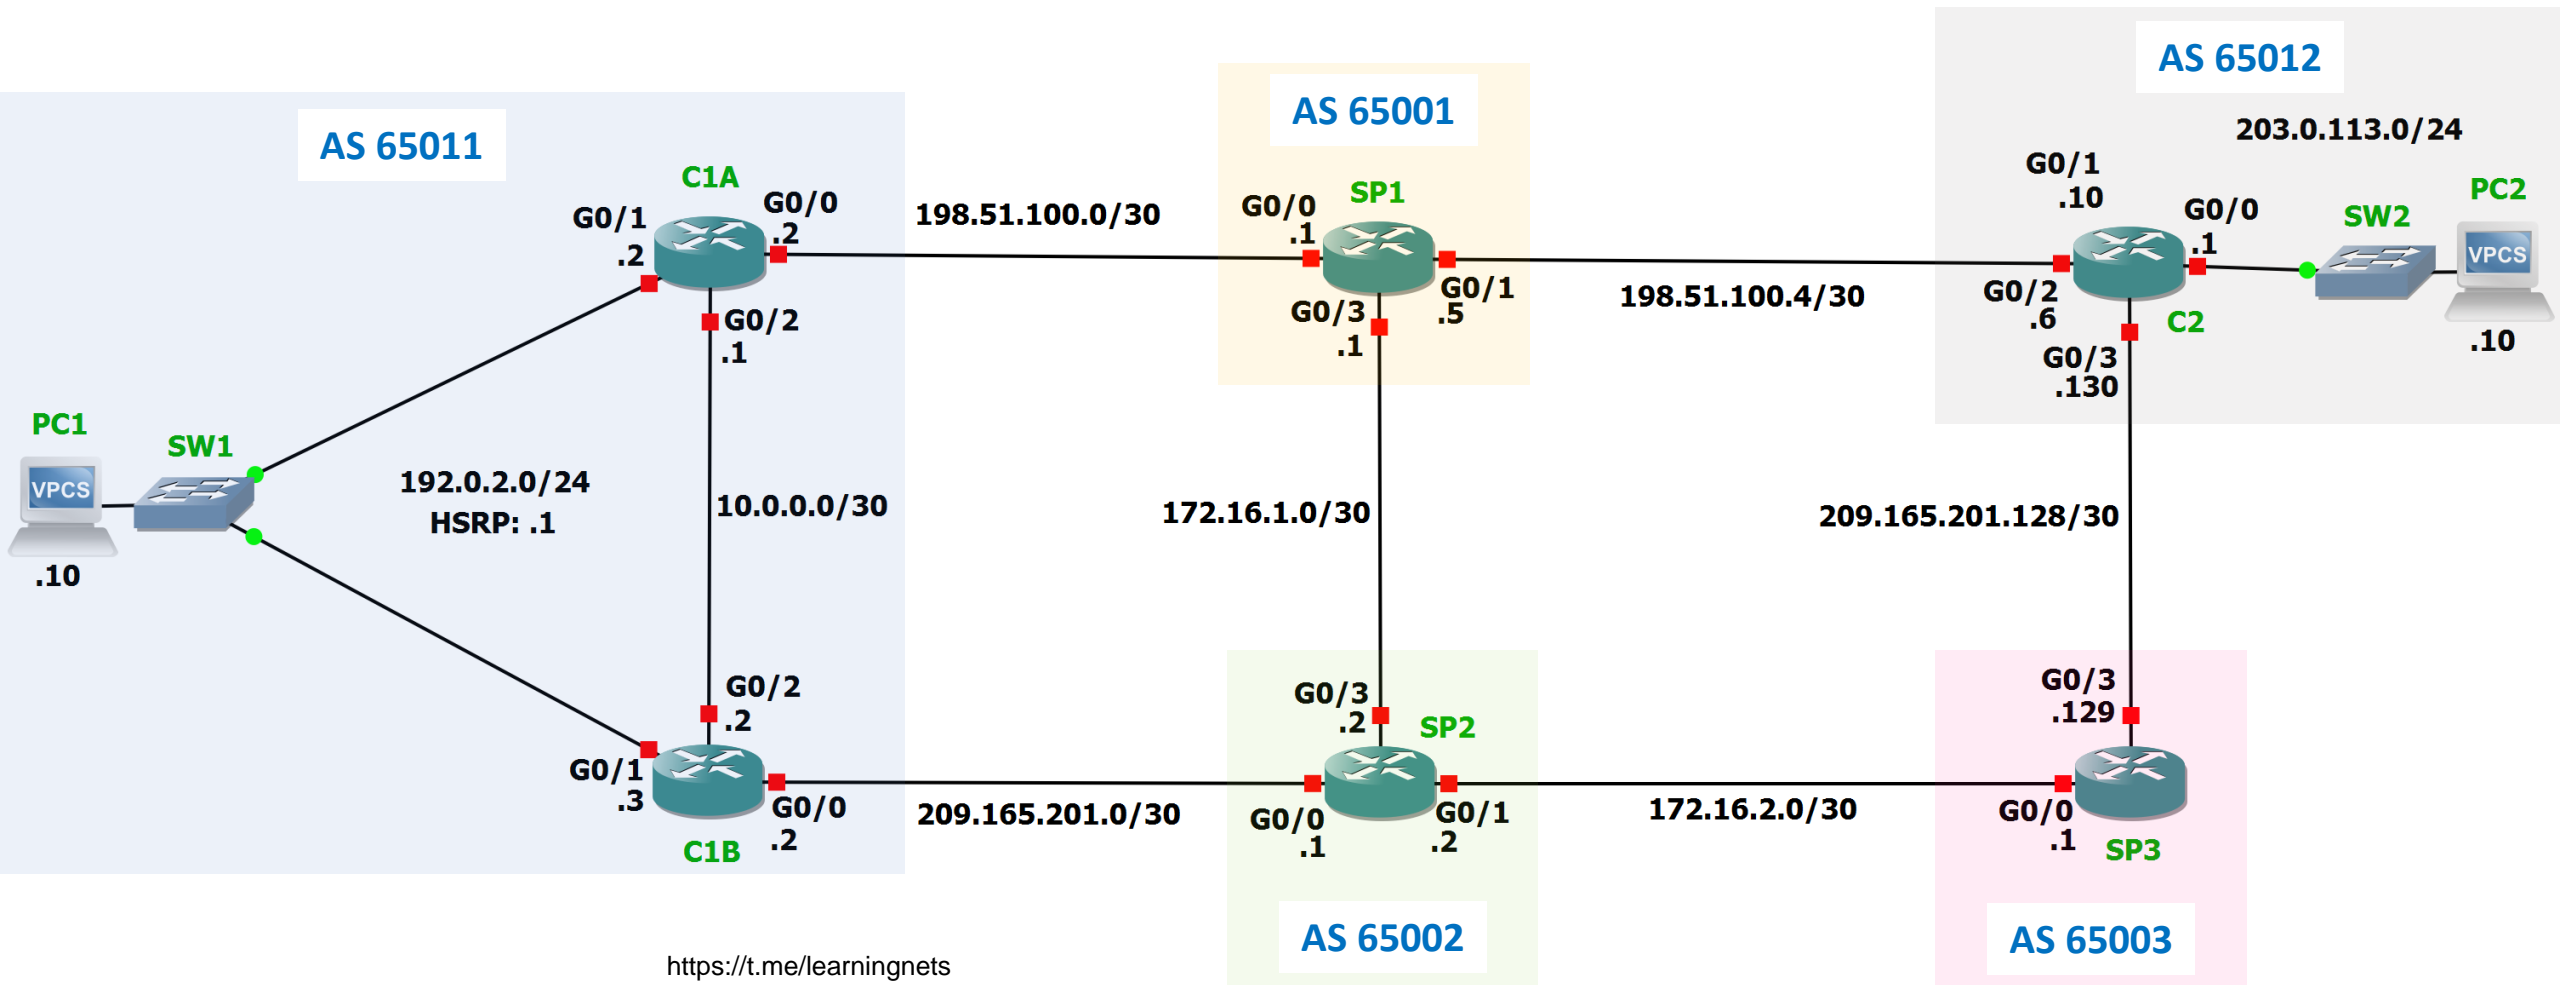 AS 65012
AS 65001
203.0.113.0/24
AS 65011
G0/1
.10
C1A
SP1
PC2
G0/0
.2
198.51.100.0/30
G0/0
.1
G0/0
.1
SW2
G0/1
.2
VPCS
G0/1
.5
198.51.100.4/30
G0/2
.6
C2
G0/3
.1
.10
G0/2
.1
G0/3
.130
PC1
SW1
VPCS
192.0.2.0/24
HSRP: .1
10.0.0.0/30
172.16.1.0/30
209.165.201.128/30
.10
G0/2
.2
G0/3
.2
SP2
G0/3
.129
G0/1
.3
G0/0
.2
C1B
209.165.201.0/30
G0/0
.1
G0/1
.2
172.16.2.0/30
G0/0
.1
SP3
AS 65002
AS 65003
https://t.me/learningnets